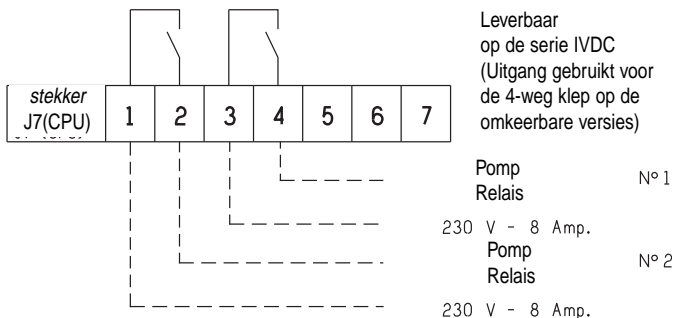 Leverbaar
op de serie IVDC
(Uitgang gebruikt voor
de 4-weg klep op de
omkeerbare versies)
stekker
J7(CPU)
1 2 3 4 5 6 7
Pomp
Relais
Nº 1
230 V - 8 Amp.
Pomp
Relais
Nº 2
230 V - 8 Amp.